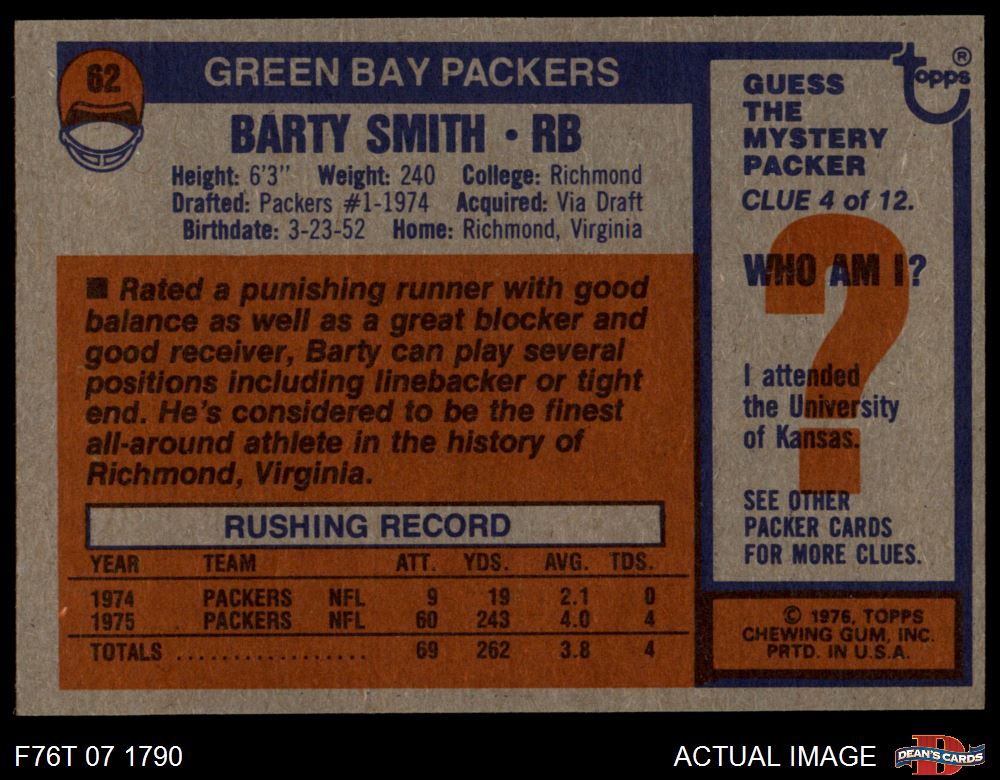 62
GREEN BAY PACKERS
BARTY SMITH • RB
Height: 6'3" Weight: 240 College: Richmond
Drafted: Packers #1-1974 Acquired: Via Draft
Birthdate: 3-23-52 Home: Richmond, Virginia
■ Rated a punishing runner with good
balance as well as a great blocker and
good receiver, Barty can play several
positions including linebacker or tight
end. He's considered to be the finest
all-around athlete in the history of
Richmond, Virginia.
RUSHING RECORD
YEAR TEAM ATT. YDS. AVG. TDS.
1974 PACKERS NFL 9 19 2.1 0
1975 PACKERS NFL 60 243 4.0 4
TOTALS ................. 69 262 3.8 4
Topps ®
GUESS
THE
MYSTERY
PACKER
CLUE 4 of 12.
WHO AM I?
?
I attended
the University
of Kansas.
SEE OTHER
PACKER CARDS
FOR MORE CLUES.
© 1976, TOPPS
CHEWING GUM, INC.
PRTD. IN U.S.A.
F76T 07 1790
ACTUAL IMAGE
D
DEAN'S CARDS